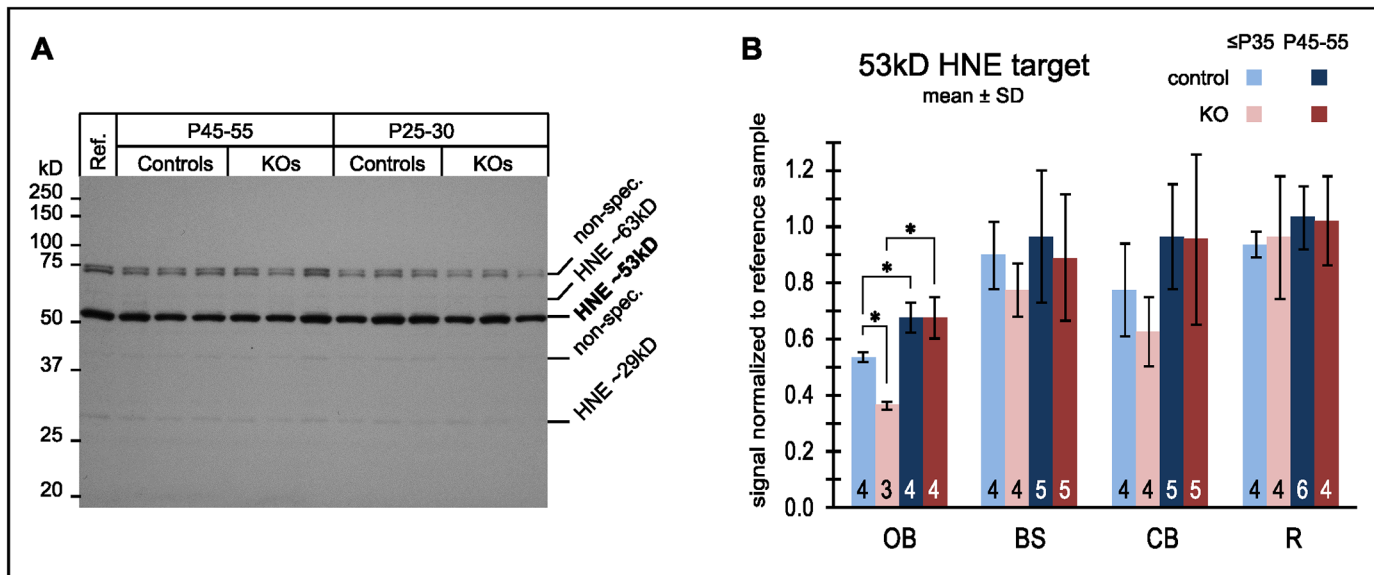 A
Ref.
P45-55
P25-30
Controls
KOs
Controls
KOs
kD
250
150
100
75
50
37
25
20
non-spec.
HNE ~63kD
HNE ~53kD
non-spec.
HNE ~29kD
B
53kD HNE target
mean ± SD
≤P35 P45-55
control
KO
signal normalized to reference sample
1.2
1.0
0.8
0.6
0.4
0.2
0.0
* * *
4 3 4 4
4 4 5 5
4 4 5 5
4 4 6 4
OB BS CB R